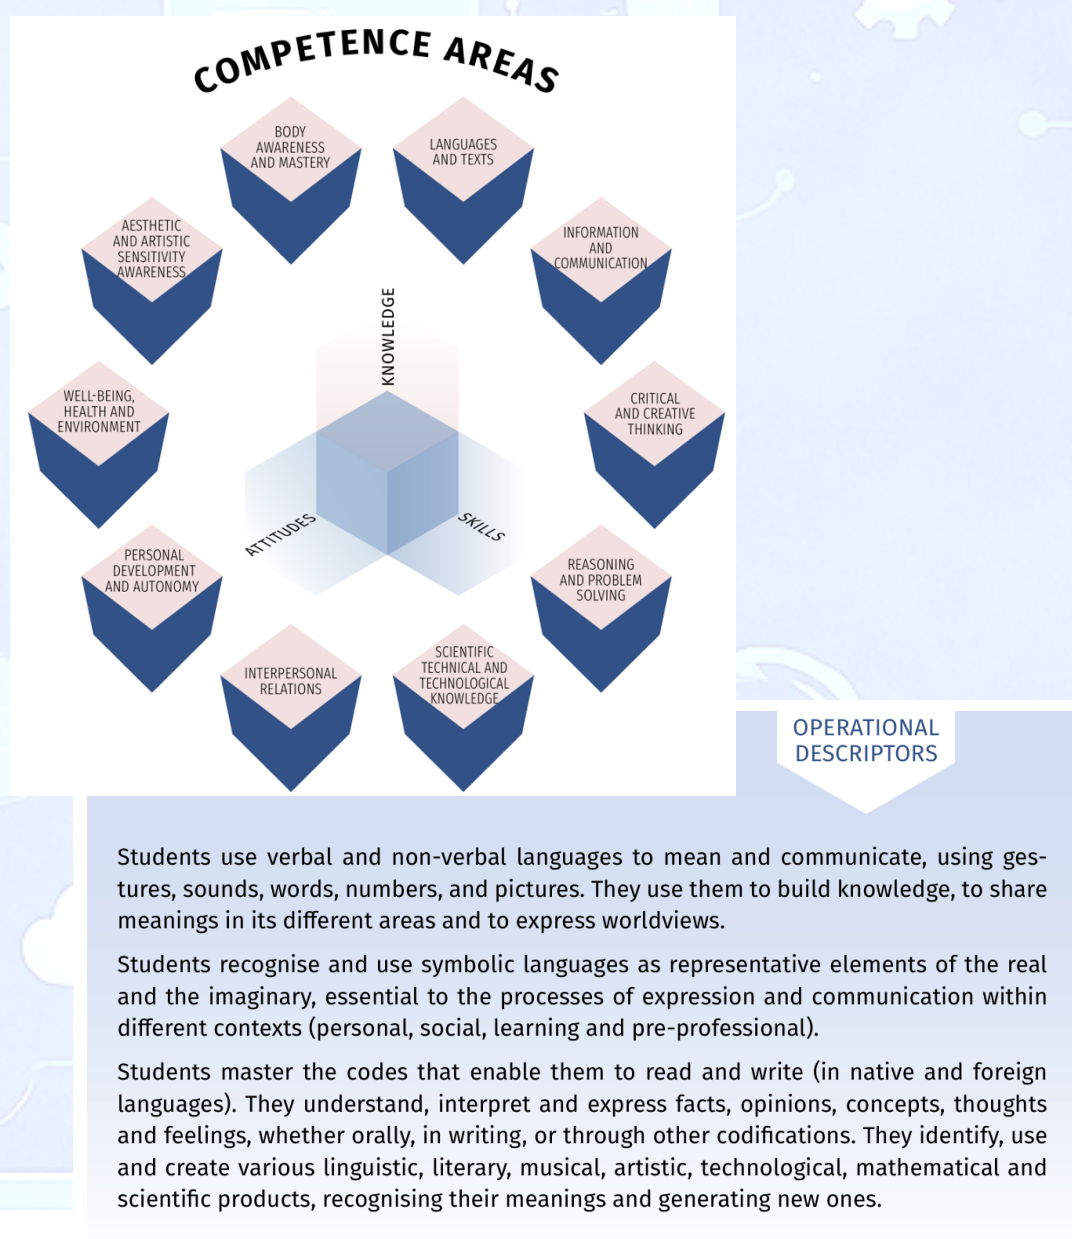 COMPETENCE AREAS
BODY
AWARENESS
AND MASTERY
LANGUAGES
AND TEXTS
AESTHETIC
AND ARTISTIC
SENSITIVITY
AWARENESS
INFORMATION
AND
COMMUNICATION
KNOWLEDGE
WELL-BEING,
HEALTH AND
ENVIRONMENT
CRITICAL
AND CREATIVE
THINKING
ATTITUDES
SKILLS
PERSONAL
DEVELOPMENT
AND AUTONOMY
REASONING
AND PROBLEM
SOLVING
INTERPERSONAL
RELATIONS
SCIENTIFIC
TECHNICAL AND
TECHNOLOGICAL
KNOWLEDGE
OPERATIONAL
DESCRIPTORS
Students use verbal and non-verbal languages to mean and communicate, using ges-
tures, sounds, words, numbers, and pictures. They use them to build knowledge, to share
meanings in its different areas and to express worldviews.
Students recognise and use symbolic languages as representative elements of the real
and the imaginary, essential to the processes of expression and communication within
different contexts (personal, social, learning and pre-professional).
Students master the codes that enable them to read and write (in native and foreign
languages). They understand, interpret and express facts, opinions, concepts, thoughts
and feelings, whether orally, in writing, or through other codifications. They identify, use
and create various linguistic, literary, musical, artistic, technological, mathematical and
scientific products, recognising their meanings and generating new ones.